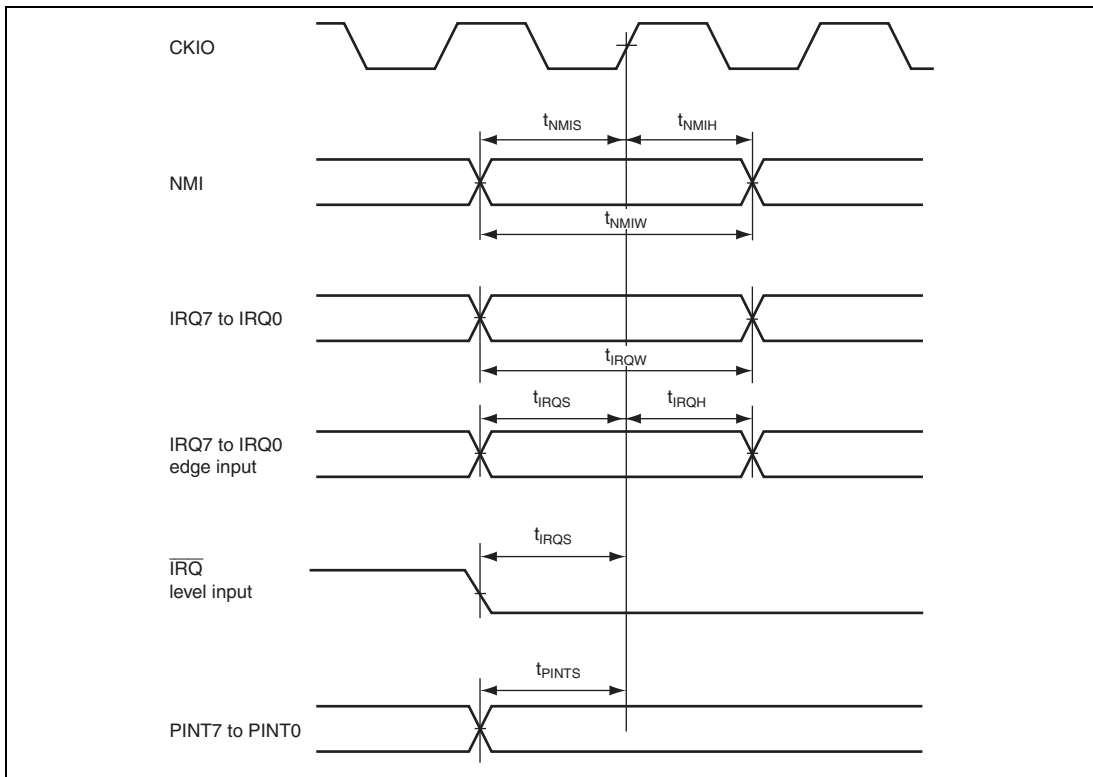 CKIO
tNMIS
tNMIH
NMI
tNMIW
IRQ7 to IRQ0
tIRQW
tIRQS
tIRQH
IRQ7 to IRQ0
edge input
tIRQS
I̅R̅Q̅
level input
tPINTS
PINT7 to PINT0